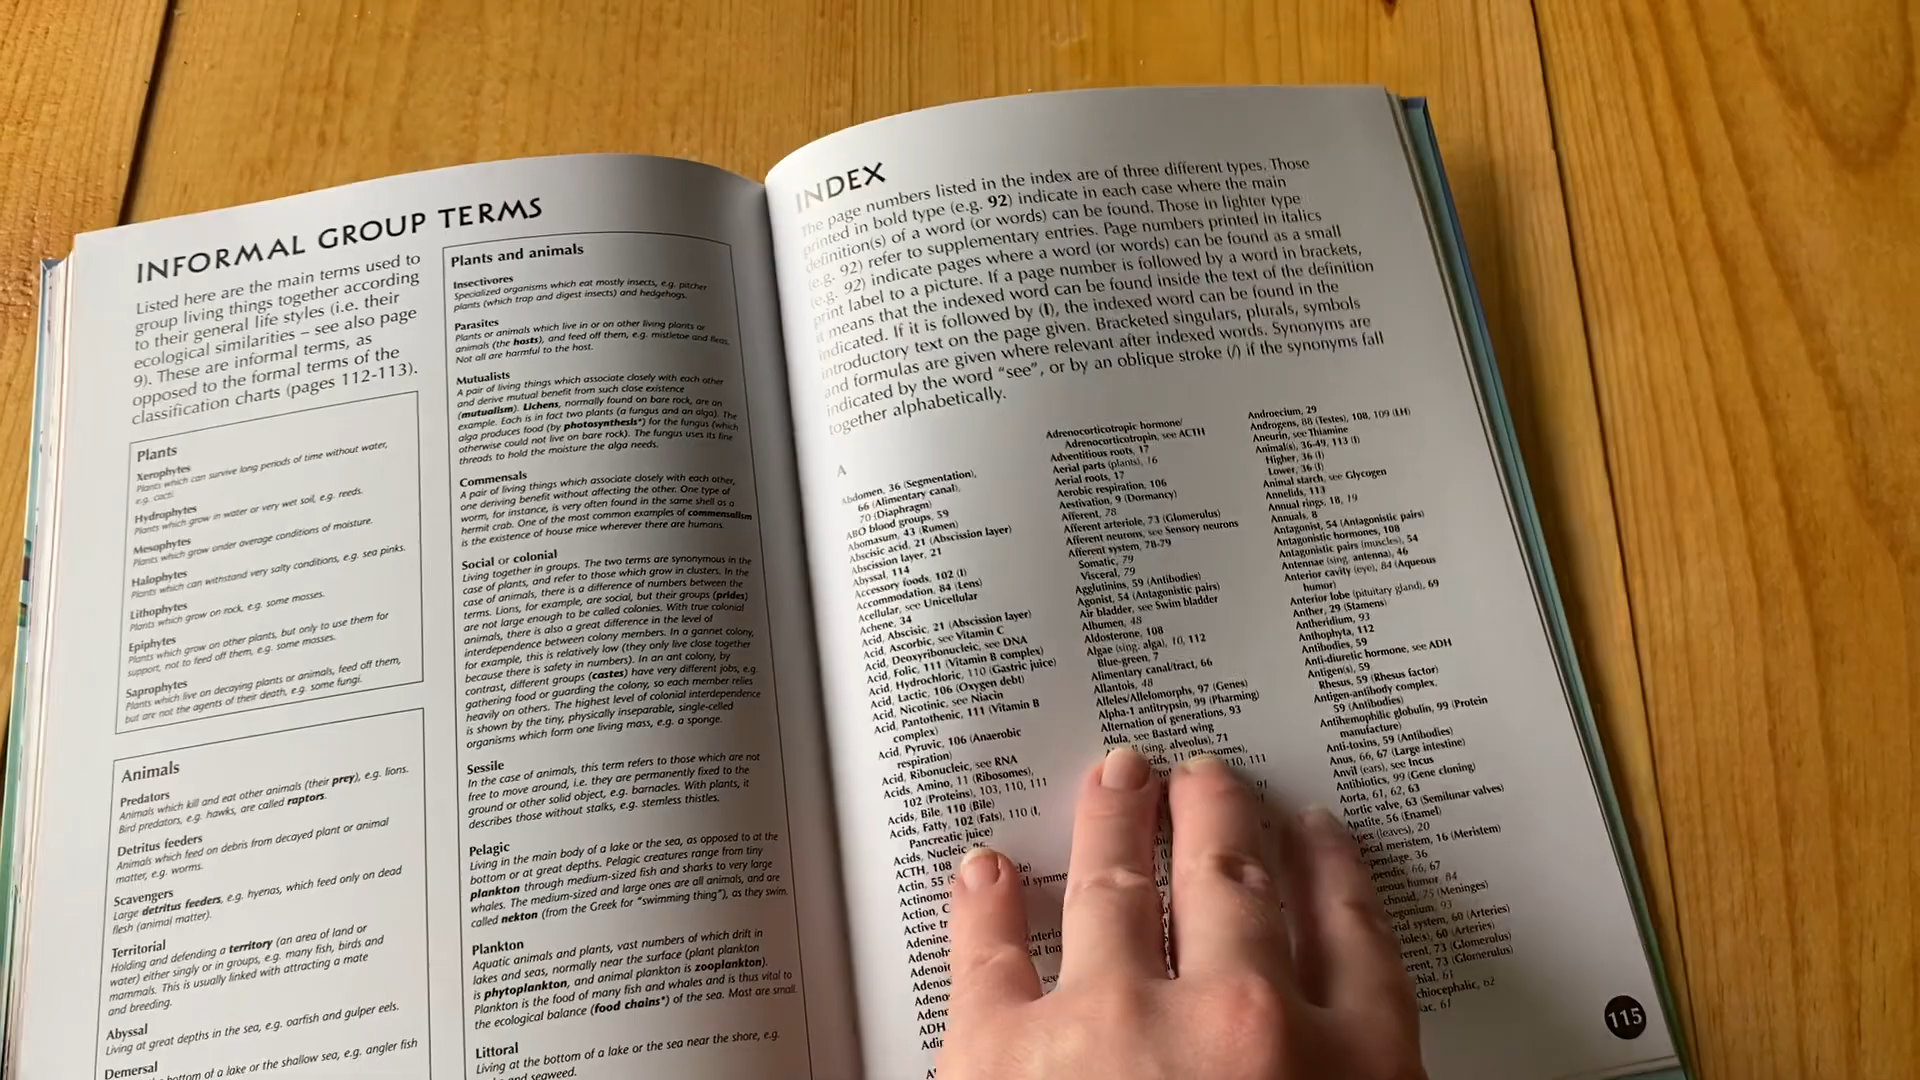 INFORMAL GROUP TERMS
Listed here are the main terms used to
group living things together according
to their general life styles (i.e. their
ecological similarities – see also page
9). These are informal terms, as
opposed to the formal terms of the
classification charts (pages 112-113).
Plants
Xerophytes
Plants which can survive long periods of time without water,
e.g. cacti.
Hydrophytes
Plants which grow in water or very wet soil, e.g. reeds.
Mesophytes
Plants which grow under average conditions of moisture.
Halophytes
Plants which can withstand very salty conditions, e.g. sea pinks.
Lithophytes
Plants which grow on rock, e.g. some mosses.
Epiphytes
Plants which grow on other plants, but only to use them for
support, not to feed off them, e.g. some mosses.
Saprophytes
Plants which live on decaying plants or animals, feed off them,
but are not the agents of their death, e.g. some fungi.
Animals
Predators
Animals which kill and eat other animals (their prey), e.g. lions.
Bird predators, e.g. hawks, are called raptors.
Detritus feeders
Animals which feed on debris from decayed plant or animal
matter, e.g. worms.
Scavengers
Large detritus feeders, e.g. hyenas, which feed only on dead
flesh (animal matter).
Territorial
Holding and defending a territory (an area of land or
water) either singly or in groups, e.g. many fish, birds and
mammals. This is usually linked with attracting a mate
and breeding.
Abyssal
Living at great depths in the sea, e.g. oarfish and gulper eels.
Demersal
bottom of a lake or the shallow sea, e.g. angler fish
Plants and animals
Insectivores
Specialized organisms which eat mostly insects, e.g. pitcher
plants (which trap and digest insects) and hedgehogs.
Parasites
Plants or animals which live in or on other living plants or
animals (the hosts), and feed off them, e.g. mistletoe and fleas.
Not all are harmful to the host.
Mutualists
A pair of living things which associate closely with each other
and derive mutual benefit from such close existence
(mutualism). Lichens, normally found on bare rock, are an
example. Each is in fact two plants (a fungus and an alga). The
alga produces food (by photosynthesis*) for the fungus (which
otherwise could not live on bare rock). The fungus uses its fine
threads to hold the moisture the alga needs.
Commensals
A pair of living things which associate closely with each other,
one deriving benefit without affecting the other. One type of
worm, for instance, is very often found in the same shell as a
hermit crab. One of the most common examples of commensalism
is the existence of house mice wherever there are humans.
Social or colonial
Living together in groups. The two terms are synonymous in the
case of plants, and refer to those which grow in clusters. In the
case of animals, there is a difference of numbers between the
terms. Lions, for example, are social, but their groups (prides)
are not large enough to be called colonies. With true colonial
animals, there is also a great difference in the level of
interdependence between colony members. In a gannet colony,
for example, this is relatively low (they only live close together
because there is safety in numbers). In an ant colony, by
contrast, different groups (castes) have very different jobs, e.g.
gathering food or guarding the colony, so each member relies
heavily on others. The highest level of colonial interdependence
is shown by the tiny, physically inseparable, single-celled
organisms which form one living mass, e.g. a sponge.
Sessile
In the case of animals, this term refers to those which are not
free to move around, i.e. they are permanently fixed to the
ground or other solid object, e.g. barnacles. With plants, it
describes those without stalks, e.g. stemless thistles.
Pelagic
Living in the main body of a lake or the sea, as opposed to at the
bottom or at great depths. Pelagic creatures range from tiny
plankton through medium-sized fish and sharks to very large
whales. The medium-sized and large ones are all animals, and are
called nekton (from the Greek for "swimming thing"), as they swim.
Plankton
Aquatic animals and plants, vast numbers of which drift in
lakes and seas, normally near the surface (plant plankton
is phytoplankton, and animal plankton is zooplankton).
Plankton is the food of many fish and whales and is thus vital to
the ecological balance (food chains*) of the sea. Most are small.
Littoral
Living at the bottom of a lake or the sea near the shore, e.g.
and seaweed.
INDEX
The page numbers listed in the index are of three different types. Those
printed in bold type (e.g. 92) indicate in each case where the main
definition(s) of a word (or words) can be found. Those in lighter type
(e.g. 92) refer to supplementary entries. Page numbers printed in italics
(e.g. 92) indicate pages where a word (or words) can be found as a small
print label to a picture. If a page number is followed by a word in brackets,
it means that the indexed word can be found inside the text of the definition
indicated. If it is followed by (I), the indexed word can be found in the
introductory text on the page given. Bracketed singulars, plurals, symbols
and formulas are given where relevant after indexed words. Synonyms are
indicated by the word "see", or by an oblique stroke (/) if the synonyms fall
together alphabetically.
A
Abdomen, 36 (Segmentation),
66 (Alimentary canal),
70 (Diaphragm)
ABO blood groups, 59
Abomasum, 43 (Rumen)
Abscisic acid, 21 (Abscission layer)
Abscission layer, 21
Abyssal, 114
Accessory foods, 102 (I)
Accommodation, 84 (Lens)
Acellular, see Unicellular
Achene, 34
Acid, Abscisic, 21 (Abscission layer)
Acid, Ascorbic, see Vitamin C
Acid, Deoxyribonucleic, see DNA
Acid, Folic, 111 (Vitamin B complex)
Acid, Hydrochloric, 110 (Gastric juice)
Acid, Lactic, 106 (Oxygen debt)
Acid, Nicotinic, see Niacin
Acid, Pantothenic, 111 (Vitamin B
complex)
Acid, Pyruvic, 106 (Anaerobic
respiration)
Acid, Ribonucleic, see RNA
Acids, Amino, 11 (Ribosomes),
102 (Proteins), 103, 110, 111
Acids, Bile, 110 (Bile)
Acids, Fatty, 102 (Fats), 110 (I,
Pancreatic juice)
Acids, Nucleic, 96
ACTH, 108
Actin, 55
Action,
Active
Adenine,
ADH
Adrenocorticotropic hormone/
Adrenocorticotropin, see ACTH
Adventitious roots, 17
Aerial parts (plants), 16
Aerial roots, 17
Aerobic respiration, 106
Aestivation, 9 (Dormancy)
Afferent, 78
Afferent arteriole, 73 (Glomerulus)
Afferent neurons, see Sensory neurons
Afferent system, 78-79
Somatic, 79
Visceral, 79
Agglutinins, 59 (Antibodies)
Agonist, 54 (Antagonistic pairs)
Air bladder, see Swim bladder
Albumen, 48
Aldosterone, 108
Algae (sing. alga), 10, 112
Blue-green, 7
Alimentary canal/tract, 66
Allantois, 48
Alleles/Allelomorphs, 97 (Genes)
Alpha-1 antitrypsin, 99 (Pharming)
Alternation of generations, 93
Alula, see Bastard wing
(sing. alveolus), 71
11 (Ribosomes),
110, 111
Androecium, 29
Androgens, 88 (Testes), 108, 109 (LH)
Aneurin, see Thiamine
Animal(s), 36-49, 113 (I)
Higher, 36 (I)
Lower, 36 (I)
Animal starch, see Glycogen
Annelids, 113
Annual rings, 18, 19
Annuals, 8
Antagonist, 54 (Antagonistic pairs)
Antagonistic hormones, 108
Antagonistic pairs (muscles), 54
Antennae (sing. antenna), 46
Anterior cavity (eye), 84 (Aqueous
humor)
Anterior lobe (pituitary gland), 69
Anther, 29 (Stamens)
Antheridium, 93
Anthophyta, 112
Antibodies, 59
Anti-diuretic hormone, see ADH
Antigen(s), 59
Rhesus, 59 (Rhesus factor)
Antigen-antibody complex,
59 (Antibodies)
Antihemophilic globulin, 99 (Protein
manufacture)
Anti-toxins, 59 (Antibodies)
Anus, 66, 67 (Large intestine)
Anvil (ears), see Incus
Antibiotics, 99 (Gene cloning)
Aorta, 61, 62, 63
Aortic valve, 63 (Semilunar valves)
Apatite, 56 (Enamel)
(leaves), 20
meristem, 16 (Meristem)
36
66, 67
humor, 84
75 (Meninges)
93
system, 60 (Arteries)
60 (Arteries)
73 (Glomerulus)
61
62
61
115